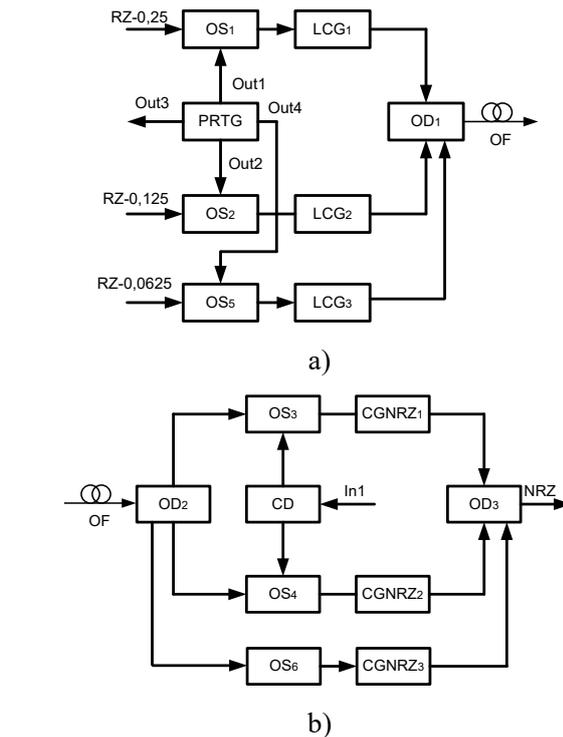 RZ-0,25
OS1
LCG1
Out1
Out3
Out4
PRTG
OD1
OF
Out2
RZ-0,125
OS2
LCG2
RZ-0,0625
OS5
LCG3
a)
OS3
CGNRZ1
OD2
OF
CD
In1
OD3
NRZ
OS4
CGNRZ2
OS6
CGNRZ3
b)